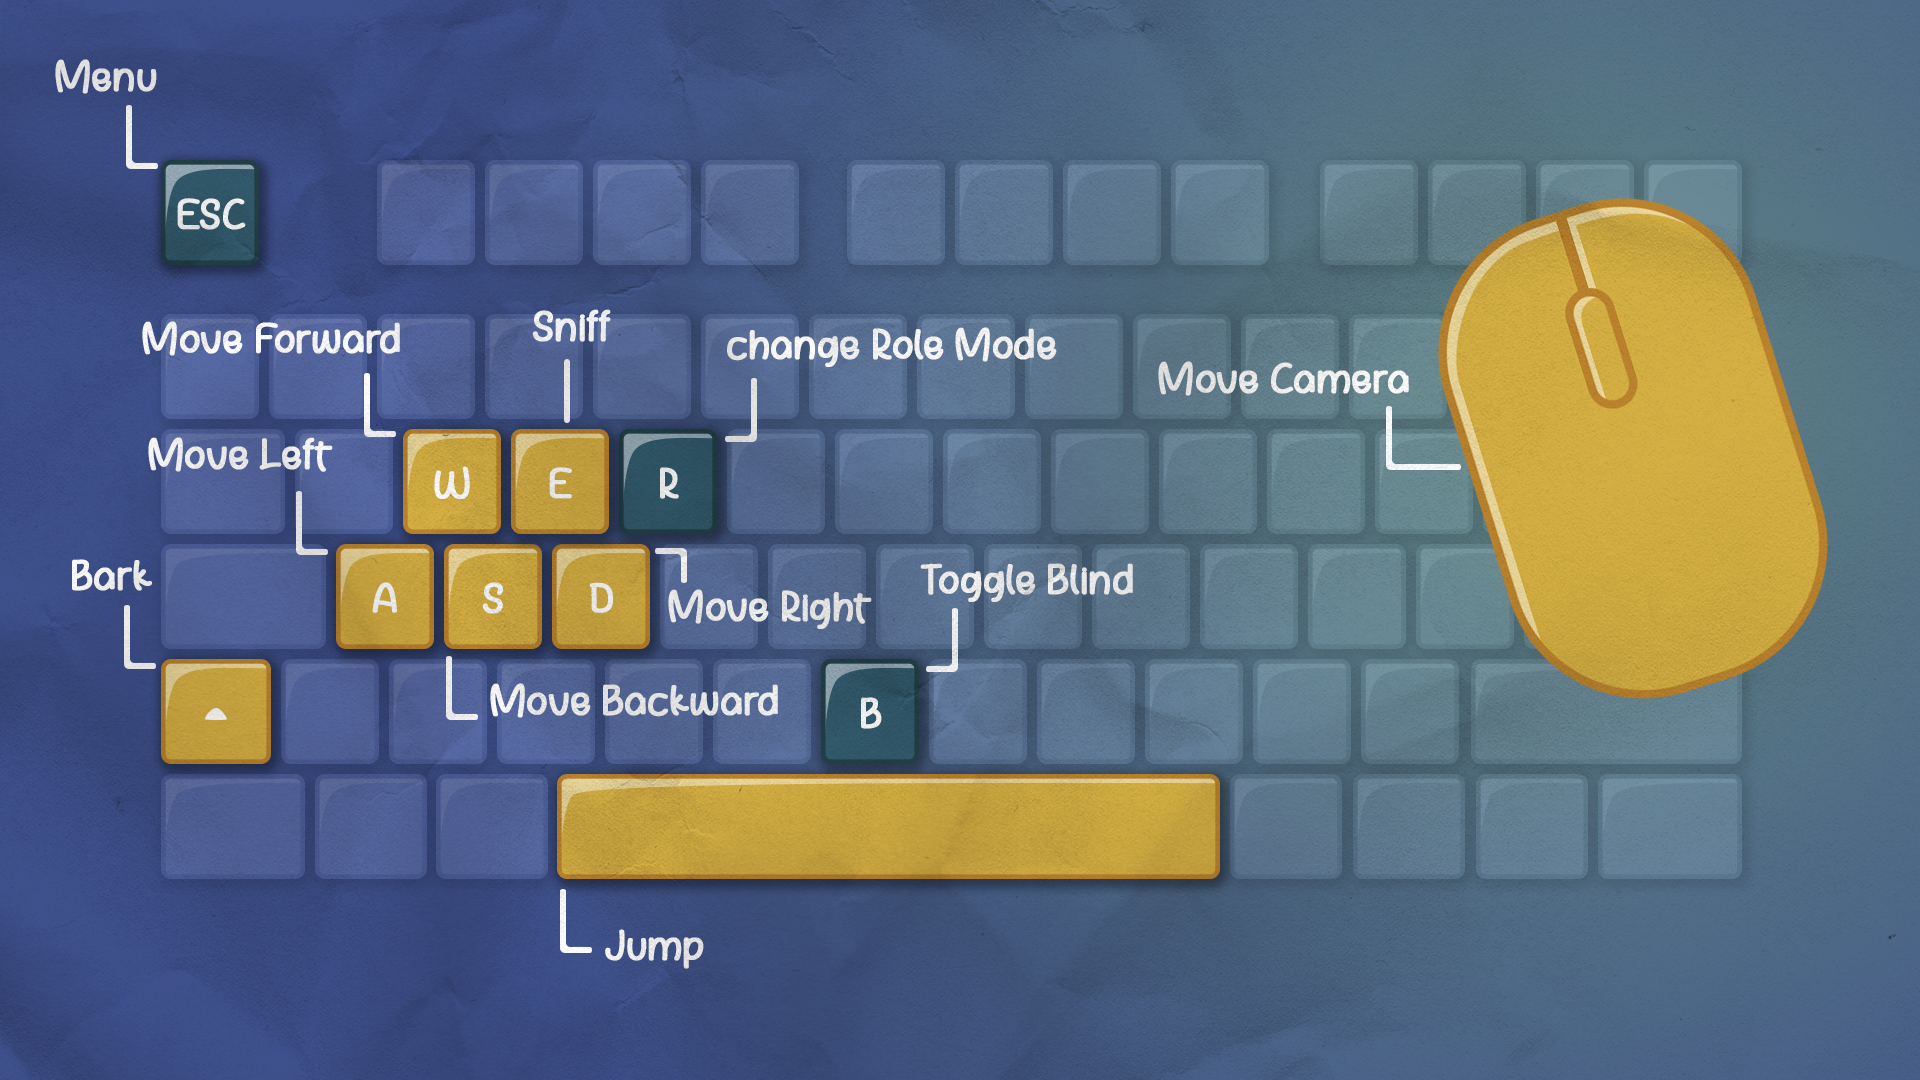 Menu
ESC
Move Forward
Sniff
change Role Mode
Move Camera
Move Left
W
E
R
Bark
A
S
D
Move Right
Toggle Blind
Move Backward
B
Jump